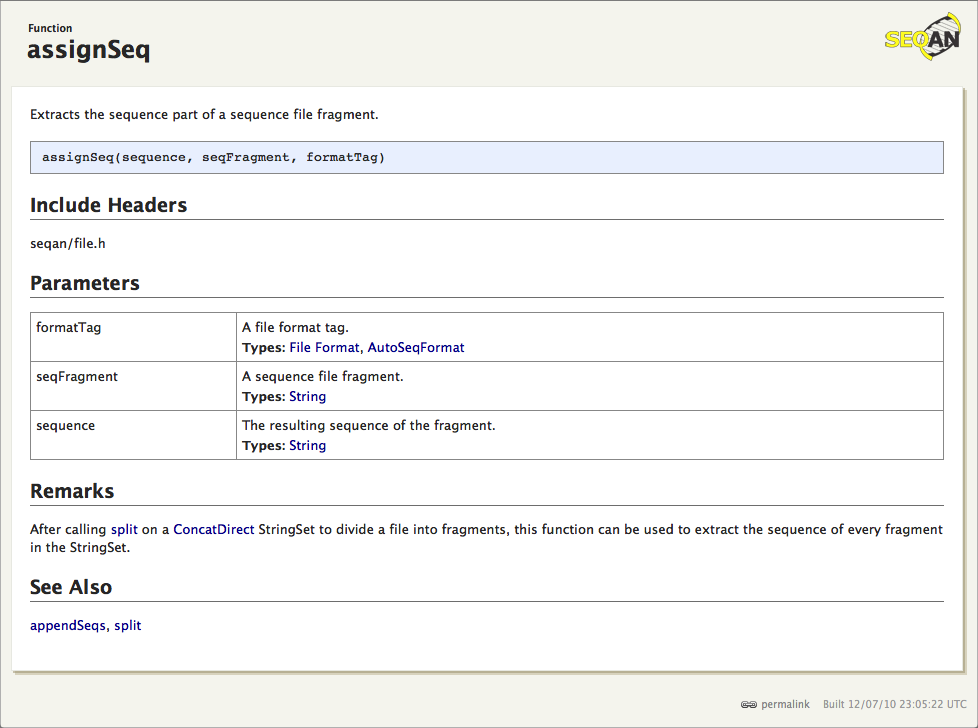 Function
assignSeq
SEQAN
Extracts the sequence part of a sequence file fragment.
assignSeq(sequence, seqFragment, formatTag)
Include Headers
seqan/file.h
Parameters
formatTag
A file format tag.
Types: File Format, AutoSeqFormat
seqFragment
A sequence file fragment.
Types: String
sequence
The resulting sequence of the fragment.
Types: String
Remarks
After calling split on a ConcatDirect StringSet to divide a file into fragments, this function can be used to extract the sequence of every fragment
in the StringSet.
See Also
appendSeqs, split
permalink Built 12/07/10 23:05:22 UTC